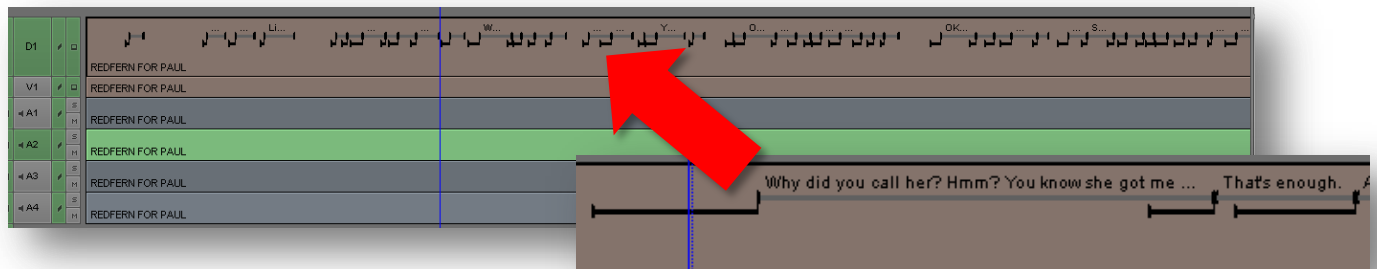 Li... ... ... W... ... ... Y... O... ... ... OK... ... S... ... ...
D1
REDFERN FOR PAUL
V1 REDFERN FOR PAUL
A1 S M REDFERN FOR PAUL
A2 S M REDFERN FOR PAUL
A3 S M REDFERN FOR PAUL
A4 S M REDFERN FOR PAUL
Why did you call her? Hmm? You know she got me ... That's enough.